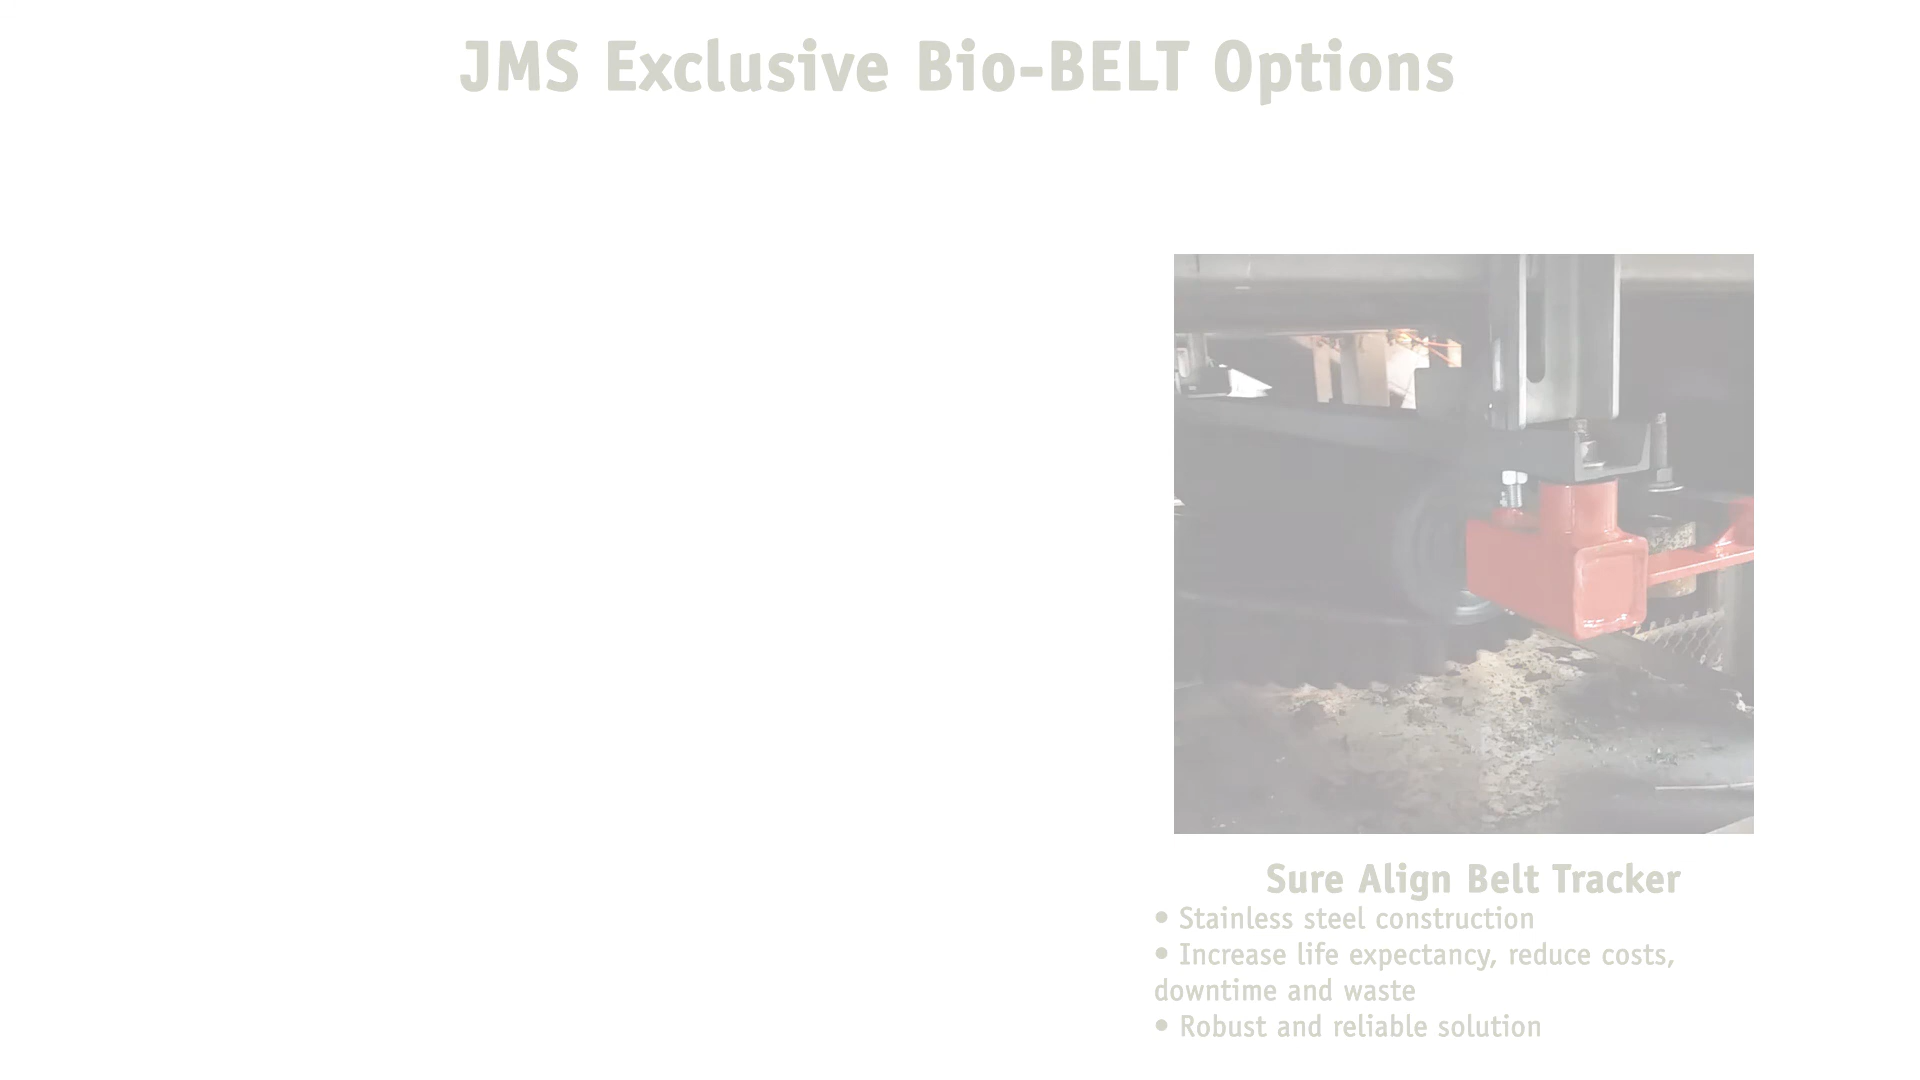 JMS Exclusive Bio-BELT Options
Sure Align Belt Tracker
• Stainless steel construction
• Increase life expectancy, reduce costs,
downtime and waste
• Robust and reliable solution